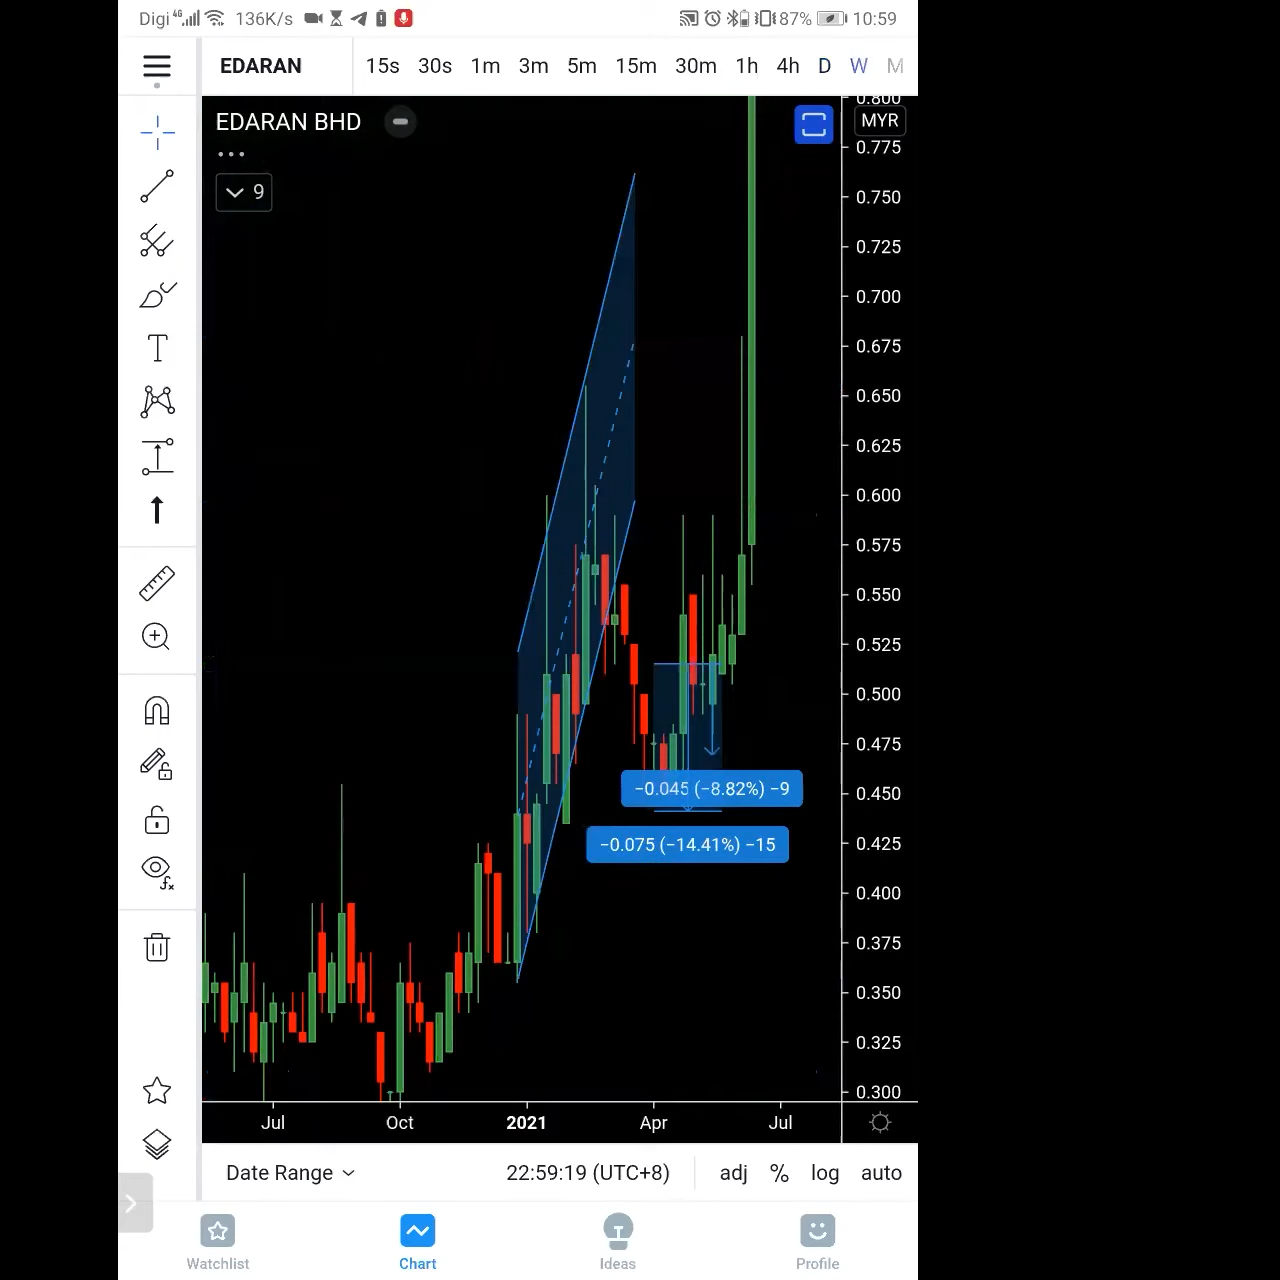 Digi 4G 136K/s 87% 10:59
EDARAN 15s 30s 1m 3m 5m 15m 30m 1h 4h D W M
EDARAN BHD
0.800
MYR
9
0.775
0.750
0.725
0.700
0.675
0.650
0.625
0.600
0.575
0.550
0.525
0.500
0.475
−0.045 (−8.82%) −9
0.450
−0.075 (−14.41%) −15
0.425
0.400
0.375
0.350
0.325
0.300
Jul Oct 2021 Apr Jul
Date Range 22:59:19 (UTC+8) adj % log auto
Watchlist Chart Ideas Profile